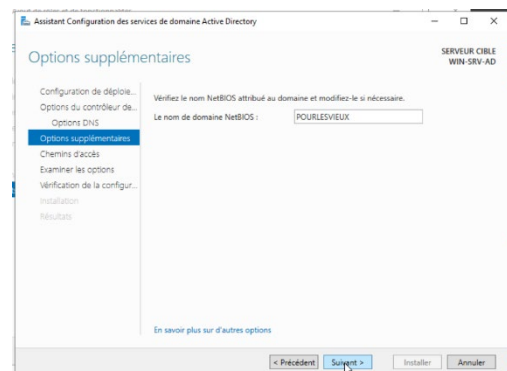 Assistant Configuration des services de domaine Active Directory
Options supplémentaires
SERVEUR CIBLE
WIN-SRV-AD
Configuration de déploie...
Options du contrôleur de...
Options DNS
Options supplémentaires
Chemins d'accès
Examiner les options
Vérification de la configur...
Installation
Résultats
Vérifiez le nom NetBIOS attribué au domaine et modifiez-le si nécessaire.
Le nom de domaine NetBIOS : POURLESVIEUX
En savoir plus sur d'autres options
< Précédent Suivant > Installer Annuler